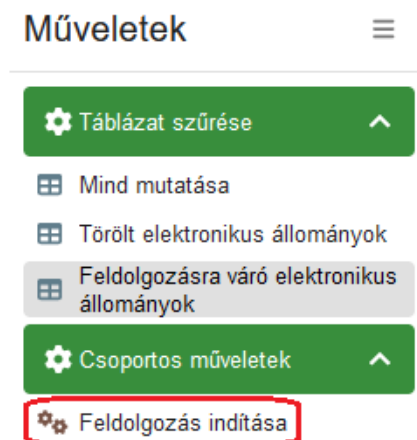 Műveletek
Táblázat szűrése
Mind mutatása
Törölt elektronikus állományok
Feldolgozásra váró elektronikus
állományok
Csoportos műveletek
Feldolgozás indítása